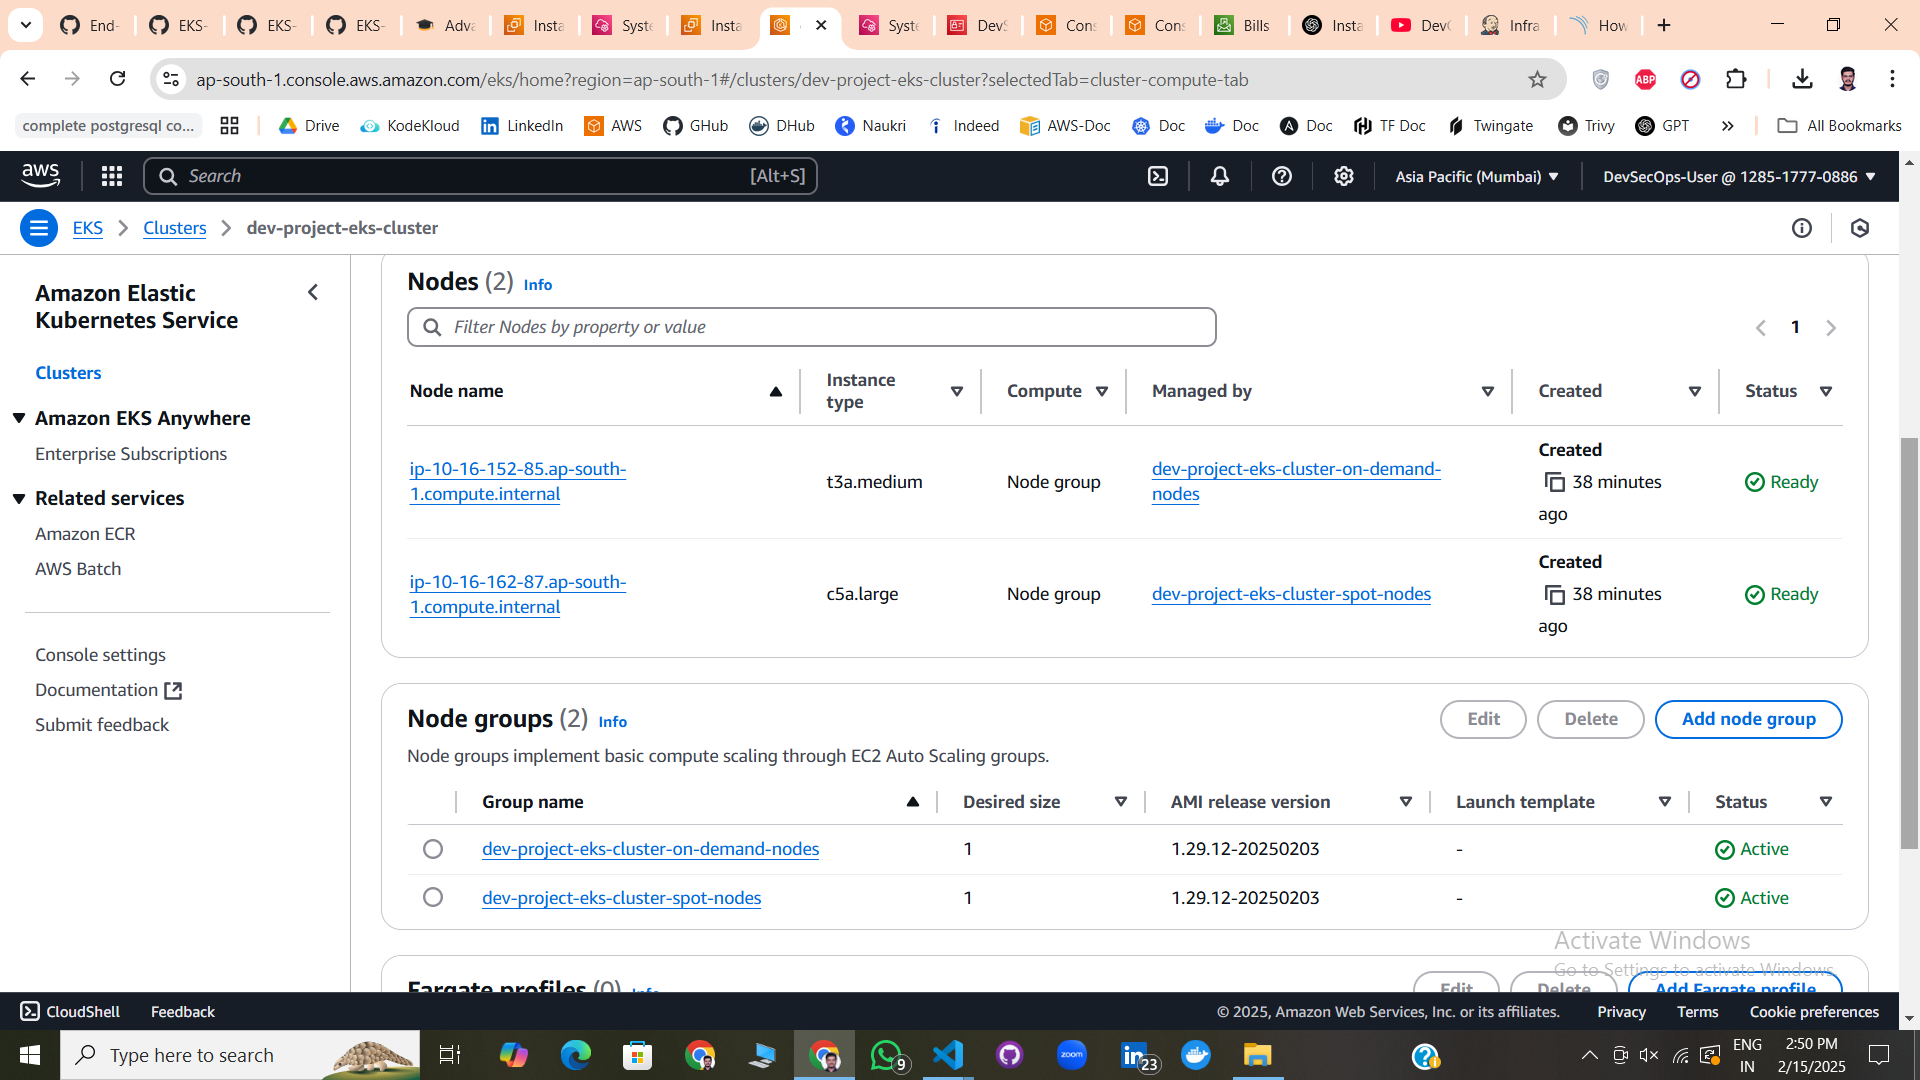 End-
EKS-
EKS-
EKS-
Adva
Insta
Syste
Insta
Syste
DevS
Cons
Cons
Bills
Insta
DevO
Infra
How
ap-south-1.console.aws.amazon.com/eks/home?region=ap-south-1#/clusters/dev-project-eks-cluster?selectedTab=cluster-compute-tab
ABP
complete postgresql co...
Drive
KodeKloud
LinkedIn
AWS
GHub
DHub
Naukri
Indeed
AWS-Doc
Doc
Doc
Doc
TF Doc
Twingate
Trivy
GPT
All Bookmarks
aws
Search
[Alt+S]
Asia Pacific (Mumbai)
DevSecOps-User @ 1285-1777-0886
EKS
Clusters
dev-project-eks-cluster
Amazon Elastic
Kubernetes Service
Clusters
Amazon EKS Anywhere
Enterprise Subscriptions
Related services
Amazon ECR
AWS Batch
Console settings
Documentation
Submit feedback
Nodes (2) Info
Filter Nodes by property or value
1
Node name
Instance
type
Compute
Managed by
Created
Status
ip-10-16-152-85.ap-south-
1.compute.internal
t3a.medium
Node group
dev-project-eks-cluster-on-demand-
nodes
Created
38 minutes
ago
Ready
ip-10-16-162-87.ap-south-
1.compute.internal
c5a.large
Node group
dev-project-eks-cluster-spot-nodes
Created
38 minutes
ago
Ready
Node groups (2) Info
Edit
Delete
Add node group
Node groups implement basic compute scaling through EC2 Auto Scaling groups.
Group name
Desired size
AMI release version
Launch template
Status
dev-project-eks-cluster-on-demand-nodes
1
1.29.12-20250203
-
Active
dev-project-eks-cluster-spot-nodes
1
1.29.12-20250203
-
Active
Activate Windows
Go to Settings to activate Windows.
Fargate profiles (0) Info
Edit
Delete
Add Fargate profile
CloudShell
Feedback
© 2025, Amazon Web Services, Inc. or its affiliates.
Privacy
Terms
Cookie preferences
Type here to search
9
zoom
23
ENG
IN
2:50 PM
2/15/2025